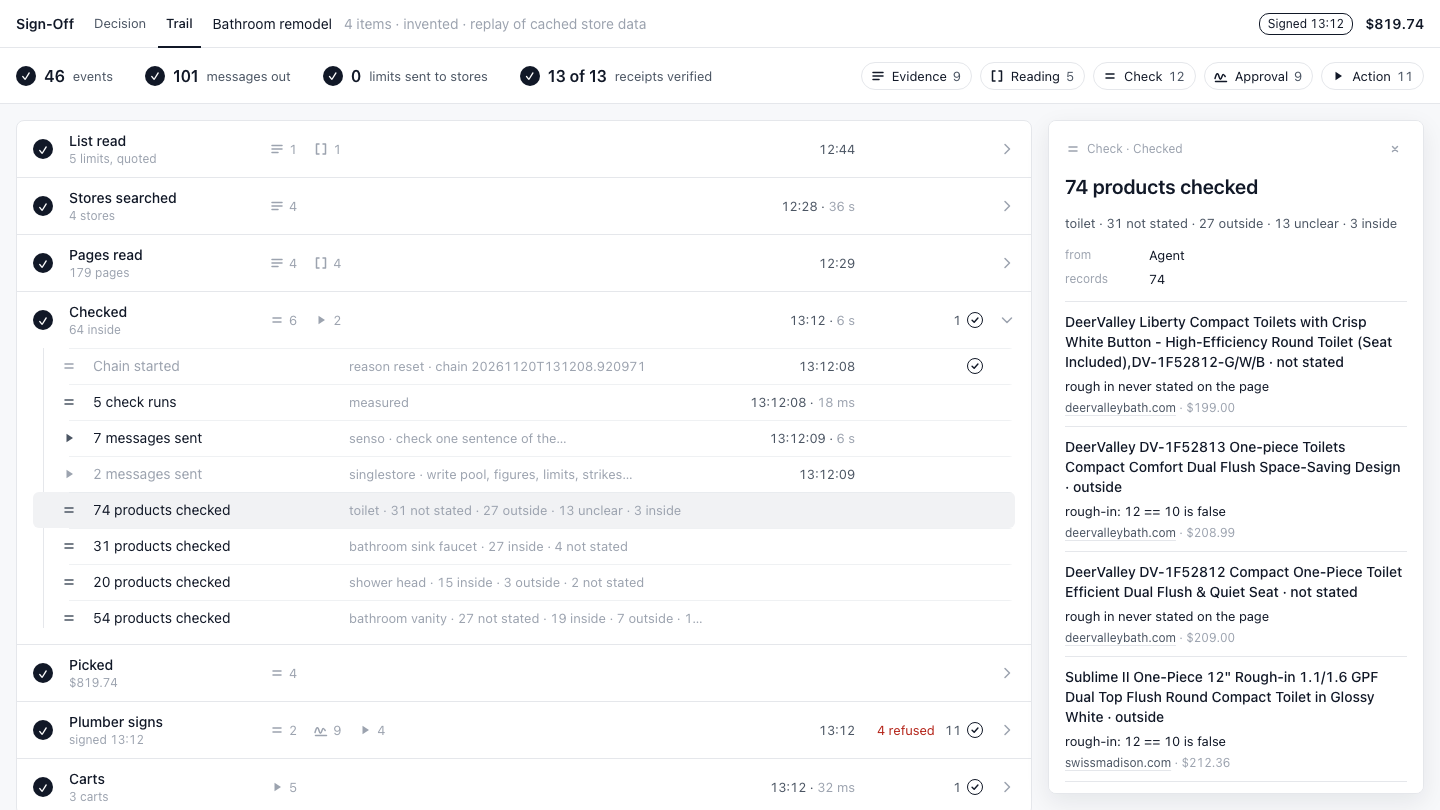 Sign-Off Decision Trail Bathroom remodel 4 items · invented · replay of cached store data Signed 13:12 $819.74
46 events 101 messages out 0 limits sent to stores 13 of 13 receipts verified Evidence 9 Reading 5 Check 12 Approval 9 Action 11
List read 1 1 12:44
5 limits, quoted
Stores searched 4 12:28 · 36 s
4 stores
Pages read 4 4 12:29
179 pages
Checked 6 2 13:12 · 6 s 1
64 inside
Chain started reason reset · chain 20261120T131208.920971 13:12:08
5 check runs measured 13:12:08 · 18 ms
7 messages sent senso · check one sentence of the… 13:12:09 · 6 s
2 messages sent singlestore · write pool, figures, limits, strikes… 13:12:09
74 products checked toilet · 31 not stated · 27 outside · 13 unclear · 3 inside
31 products checked bathroom sink faucet · 27 inside · 4 not stated
20 products checked shower head · 15 inside · 3 outside · 2 not stated
54 products checked bathroom vanity · 27 not stated · 19 inside · 7 outside · 1…
Picked 4
$819.74
Plumber signs 2 9 4 13:12 4 refused 11
signed 13:12
Carts 5 13:12 · 32 ms 1
3 carts
Check · Checked
74 products checked
toilet · 31 not stated · 27 outside · 13 unclear · 3 inside
from Agent
records 74
DeerValley Liberty Compact Toilets with Crisp
White Button - High-Efficiency Round Toilet (Seat
Included),DV-1F52812-G/W/B · not stated
rough in never stated on the page
deervalleybath.com · $199.00
DeerValley DV-1F52813 One-piece Toilets
Compact Comfort Dual Flush Space-Saving Design
· outside
rough-in: 12 == 10 is false
deervalleybath.com · $208.99
DeerValley DV-1F52812 Compact One-Piece Toilet
Efficient Dual Flush & Quiet Seat · not stated
rough in never stated on the page
deervalleybath.com · $209.00
Sublime II One-Piece 12" Rough-in 1.1/1.6 GPF
Dual Top Flush Round Compact Toilet in Glossy
White · outside
rough-in: 12 == 10 is false
swissmadison.com · $212.36